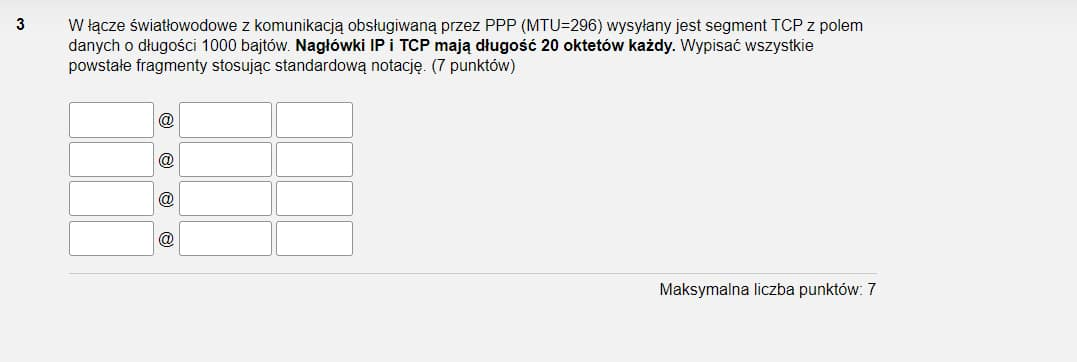 3 W łącze światłowodowe z komunikacją obsługiwaną przez PPP (MTU=296) wysyłany jest segment TCP z polem
danych o długości 1000 bajtów. Nagłówki IP i TCP mają długość 20 oktetów każdy. Wypisać wszystkie
powstałe fragmenty stosując standardową notację. (7 punktów)
@
@
@
@
Maksymalna liczba punktów: 7